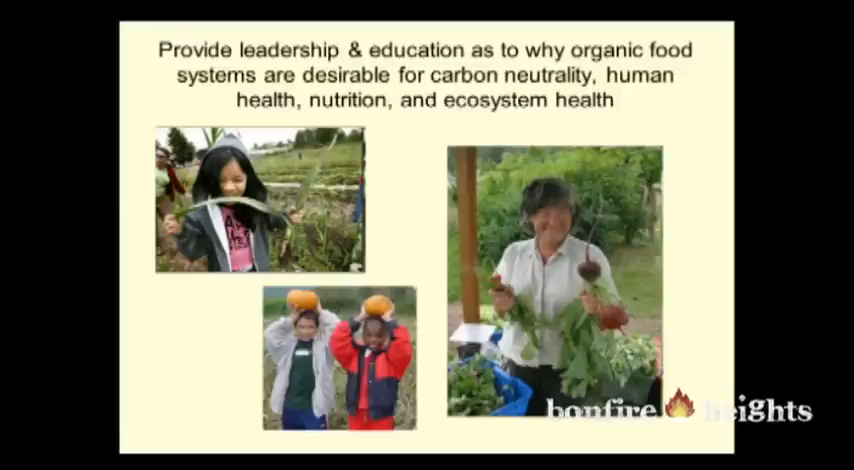 Provide leadership & education as to why organic food
systems are desirable for carbon neutrality, human
health, nutrition, and ecosystem health
bonfire heights